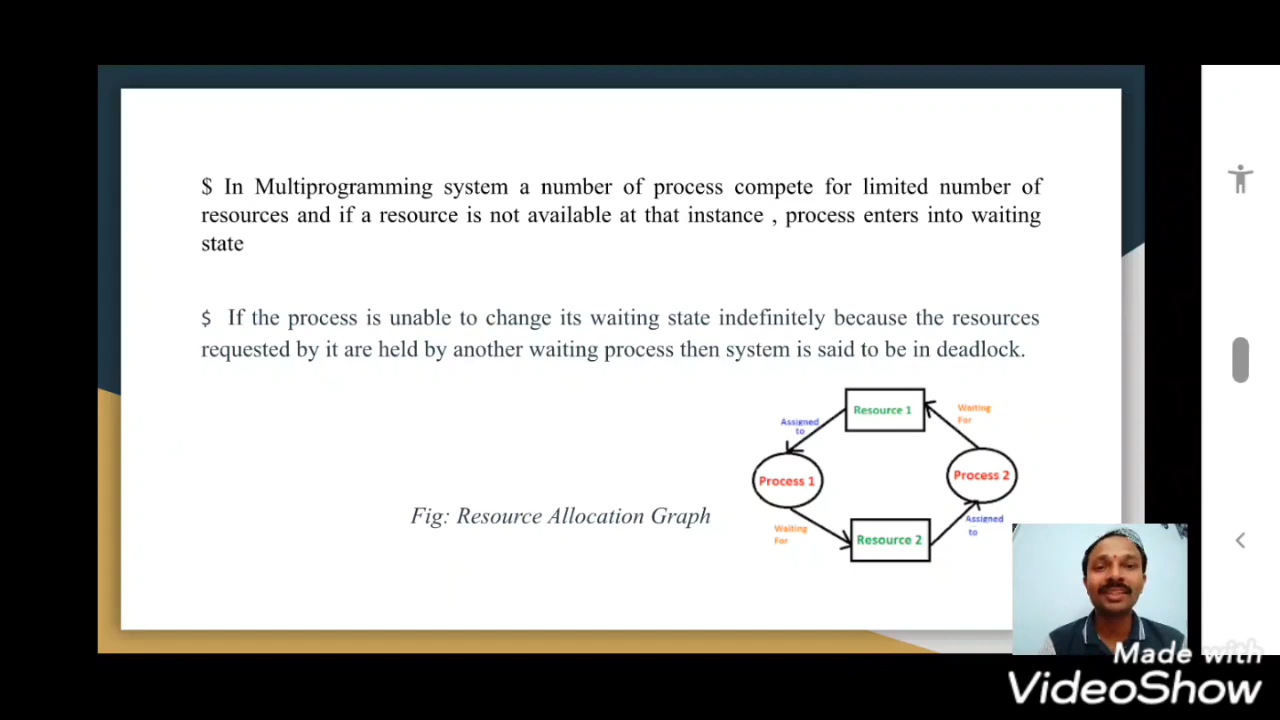 $ In Multiprogramming system a number of process compete for limited number of
resources and if a resource is not available at that instance , process enters into waiting
state
$ If the process is unable to change its waiting state indefinitely because the resources
requested by it are held by another waiting process then system is said to be in deadlock.
Resource 1
Waiting
For
Assigned
to
Process 1
Process 2
Fig: Resource Allocation Graph
Waiting
For
Resource 2
Assigned
to
Made with
VideoShow